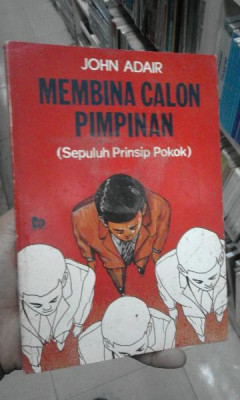 JOHN ADAIR
MEMBINA CALON
PIMPINAN
(Sepuluh Prinsip Pokok)